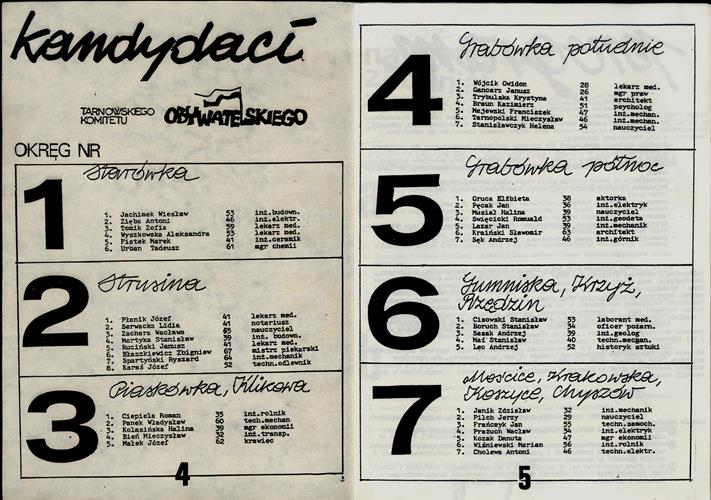 kandydaci
TARNOWSKIEGO
KOMITETU
OBYWATELSKIEGO
OKRĘG NR
1
Starówka
1. Jachimek Wiesław 53 inż.budown.
2. Zięba Antoni 46 inż.elektr.
3. Tomik Zofia 59 lekarz med.
4. Wyszkowska Aleksandra 53 lekarz med.
5. Fistek Marek 41 inż.ceramik
6. Urban Tadeusz 61 mgr chemii
2
Strusina
1. Płanik Józef 41 lekarz med.
2. Serwacka Lidia 41 notariusz
3. Zachara Wacława 65 nauczyciel
4. Martyka Stanisław 39 inż. budown.
5. Ruciński Janusz 41 lekarz med.
6. Błaszkiewicz Zbigniew 67 mistrz piekarski
7. Spartyński Ryszard 34 inż.mechanik
8. Karaś Józef 52 techn.odlewnik
3
Piaskówka, Klikowa
1. Ciepiela Roman 35 inż.rolnik
2. Panek Władysław 60 tech.mechan
3. Kolasińska Halina 39 mgr ekonomii
4. Bień Mieczysław 32 inż.transp.
5. Małek Józef 62 krawiec
4
4
Grabówka południe
1. Wójcik Gwidon 28 lekarz med.
2. Gancarz Janusz 26 mgr praw
3. Trybulska Krystyna 41 architekt
4. Braun Kazimierz 51 psycholog
5. Majewski Franciszek 47 inż.mechan.
6. Tarnopolski Mieczysław 46 inż.mechan.
7. Stanisławczyk Helena 54 nauczyciel
5
Grabówka północ
1. Gruca Elżbieta 38 aktorka
2. Pęcak Jan 36 inż.elektryk
3. Musiał Halina 39 nauczyciel
4. Święcicki Romuald 53 inż.geodeta
5. Lazar Jan 39 inż.mechanik
6. Kraiński Sławomir 63 architekt
7. Sęk Andrzej 46 inż.górnik
6
Gumniska, Krzyż,
Rzędzin
1. Cisowski Stanisław 53 laborant med.
2. Boruch Stanisław 34 oficer pożarn.
3. Sasak Andrzej 39 inż.geolog
4. Maś Stanisław 40 techn.mechan.
5. Leo Andrzej 52 historyk sztuki
7
Mościce, Krakowska,
Koszyce, Chyszów
1. Janik Zdzisław 32 inż.mechanik
2. Pilch Jerzy 29 nauczyciel
3. Frańczyk Jan 55 techn.samoch.
4. Prażuch Wacław 34 inż.elektryk
5. Kozak Danuta 47 mgr ekonomii
6. Wiśniewski Marian 56 inż.rolnik
7. Cholewa Antoni 46 techn.elektr.
5